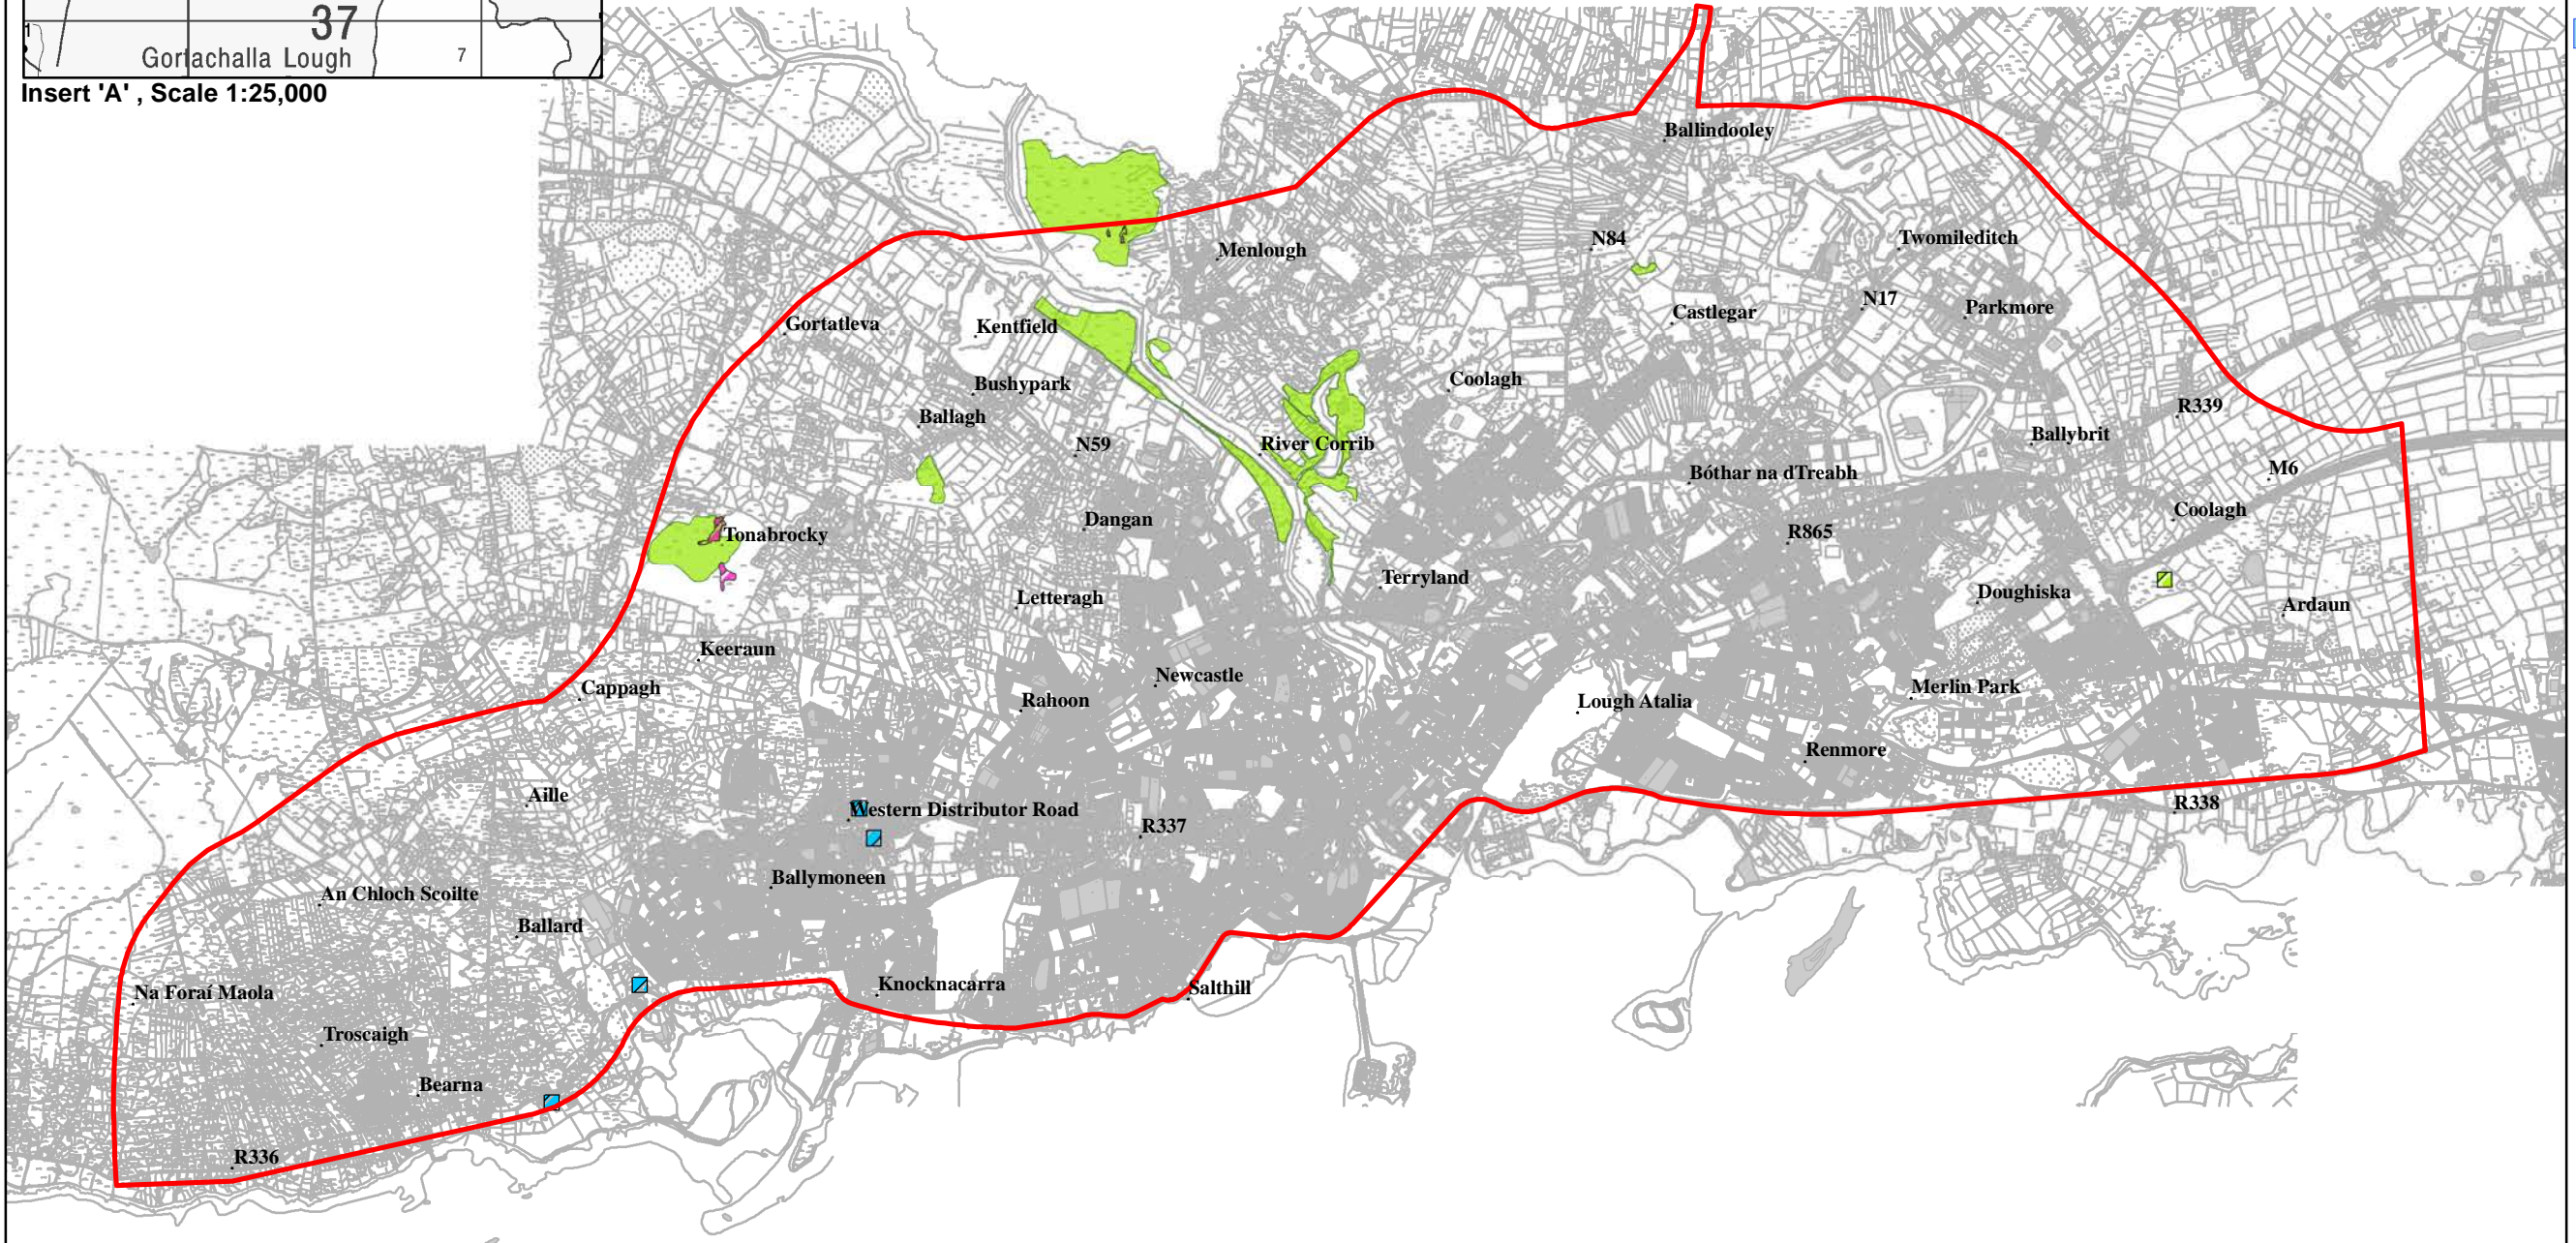 37
Gortachalla Lough
7
Insert 'A' , Scale 1:25,000
Ballindooley
Menlough
N84
Twomileditch
Gortatleva
Kentfield
Castlegar
N17
Parkmore
Bushypark
Coolagh
Ballagh
R339
N59
River Corrib
Ballybrit
Bóthar na dTreabh
M6
Dangan
Coolagh
Tonabrocky
R865
Terryland
Letteragh
Doughiska
Ardaun
Keeraun
Newcastle
Cappagh
Rahoon
Lough Atalia
Merlin Park
Renmore
Aille
Western Distributor Road
R337
R338
Ballymoneen
An Chloch Scoilte
Ballard
Knocknacarra
Salthill
Na Foraí Maola
Troscaigh
Bearna
R336